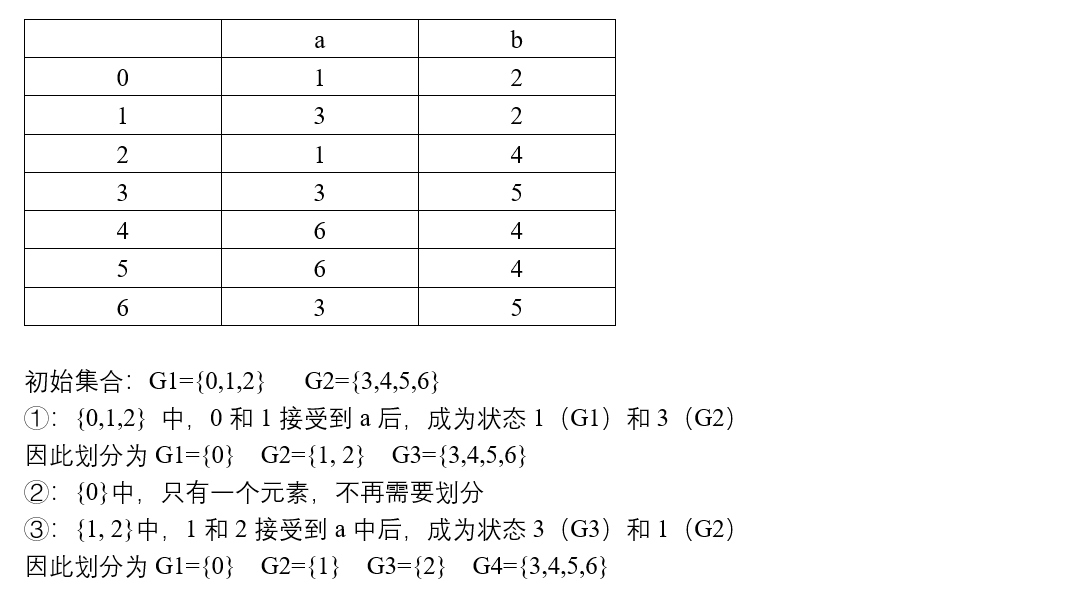 a b
0 1 2
1 3 2
2 1 4
3 3 5
4 6 4
5 6 4
6 3 5
初始集合：G1={0,1,2} G2={3,4,5,6}
①：{0,1,2} 中，0 和 1 接受到 a 后，成为状态 1（G1）和 3（G2）
因此划分为 G1={0} G2={1, 2} G3={3,4,5,6}
②：{0}中，只有一个元素，不再需要划分
③：{1, 2}中，1 和 2 接受到 a 中后，成为状态 3（G3）和 1（G2）
因此划分为 G1={0} G2={1} G3={2} G4={3,4,5,6}